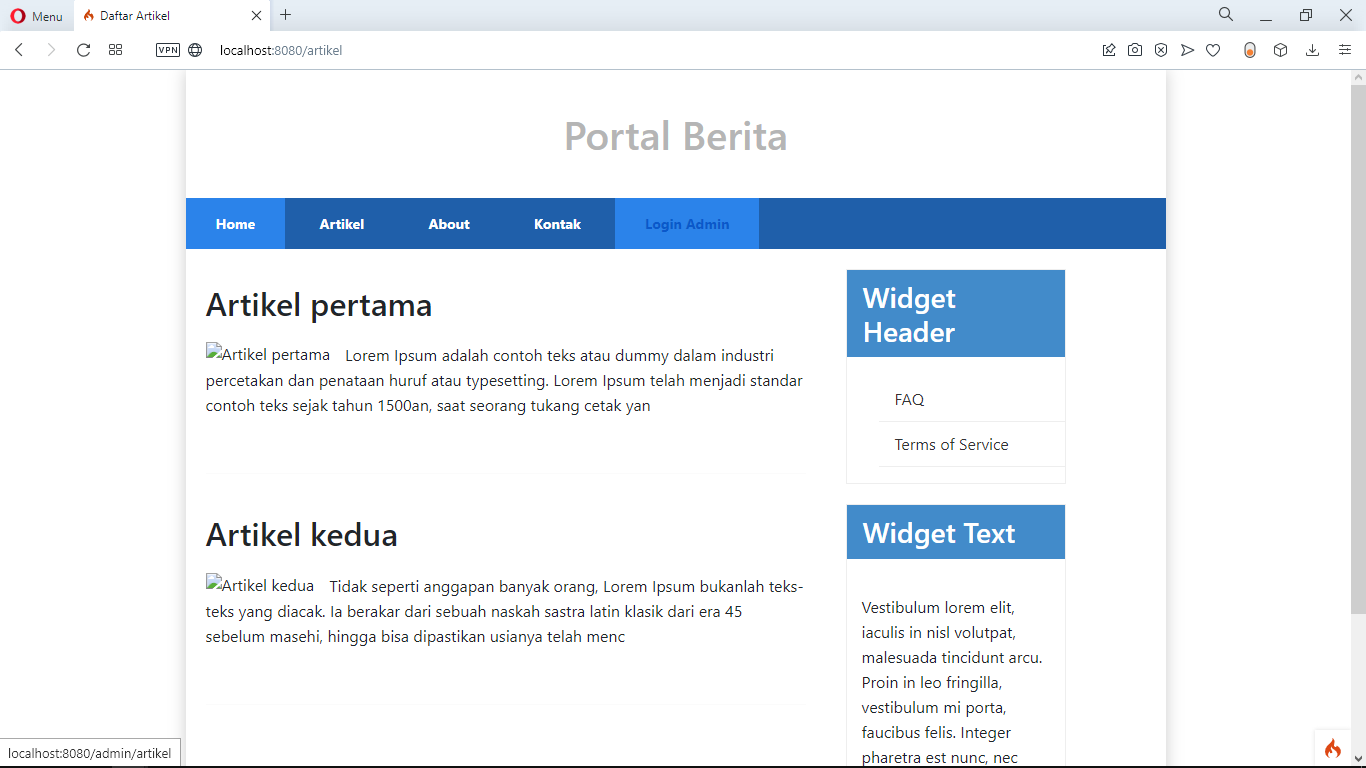 Menu
Daftar Artikel
VPN
localhost:8080/artikel
Portal Berita
Home
Artikel
About
Kontak
Login Admin
Artikel pertama
Artikel pertama Lorem Ipsum adalah contoh teks atau dummy dalam industri
percetakan dan penataan huruf atau typesetting. Lorem Ipsum telah menjadi standar
contoh teks sejak tahun 1500an, saat seorang tukang cetak yan
Artikel kedua
Artikel kedua Tidak seperti anggapan banyak orang, Lorem Ipsum bukanlah teks-
teks yang diacak. Ia berakar dari sebuah naskah sastra latin klasik dari era 45
sebelum masehi, hingga bisa dipastikan usianya telah menc
Widget
Header
FAQ
Terms of Service
Widget Text
Vestibulum lorem elit,
iaculis in nisl volutpat,
malesuada tincidunt arcu.
Proin in leo fringilla,
vestibulum mi porta,
faucibus felis. Integer
pharetra est nunc, nec
localhost:8080/admin/artikel